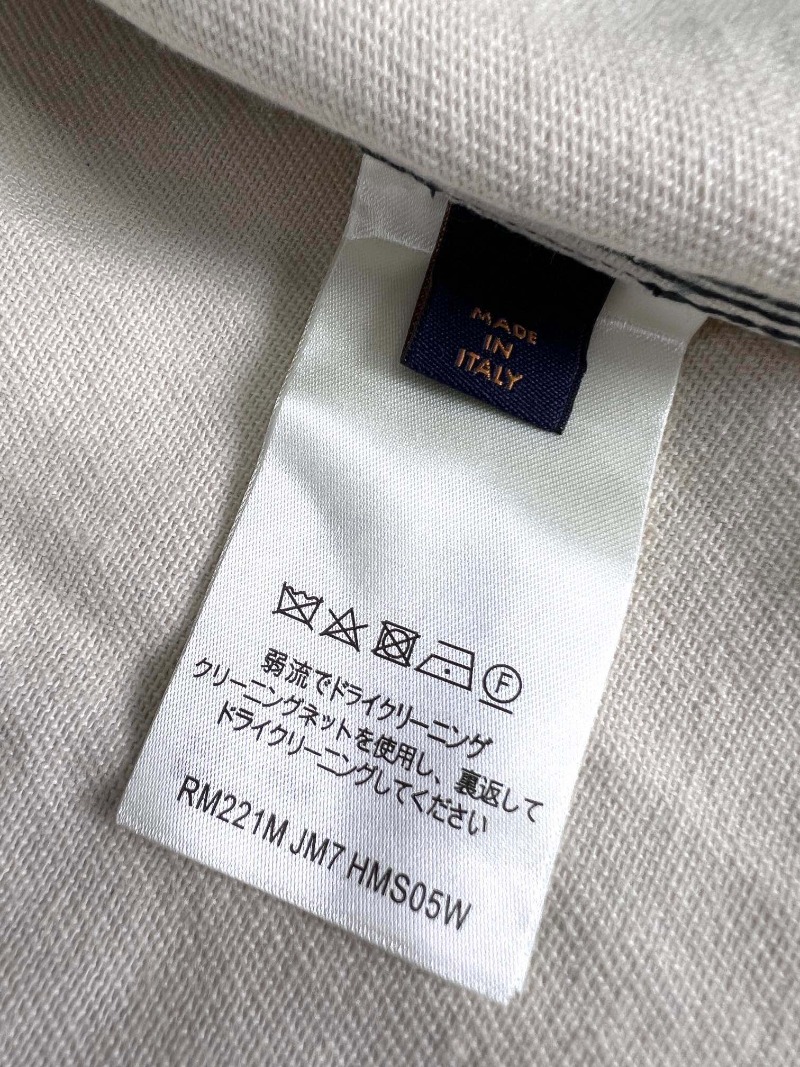 MADE
IN
ITALY
F
弱流でドライクリーニング
クリーニングネットを使用し、裏返して
ドライクリーニングしてください
RM221M JM7 HMS05W